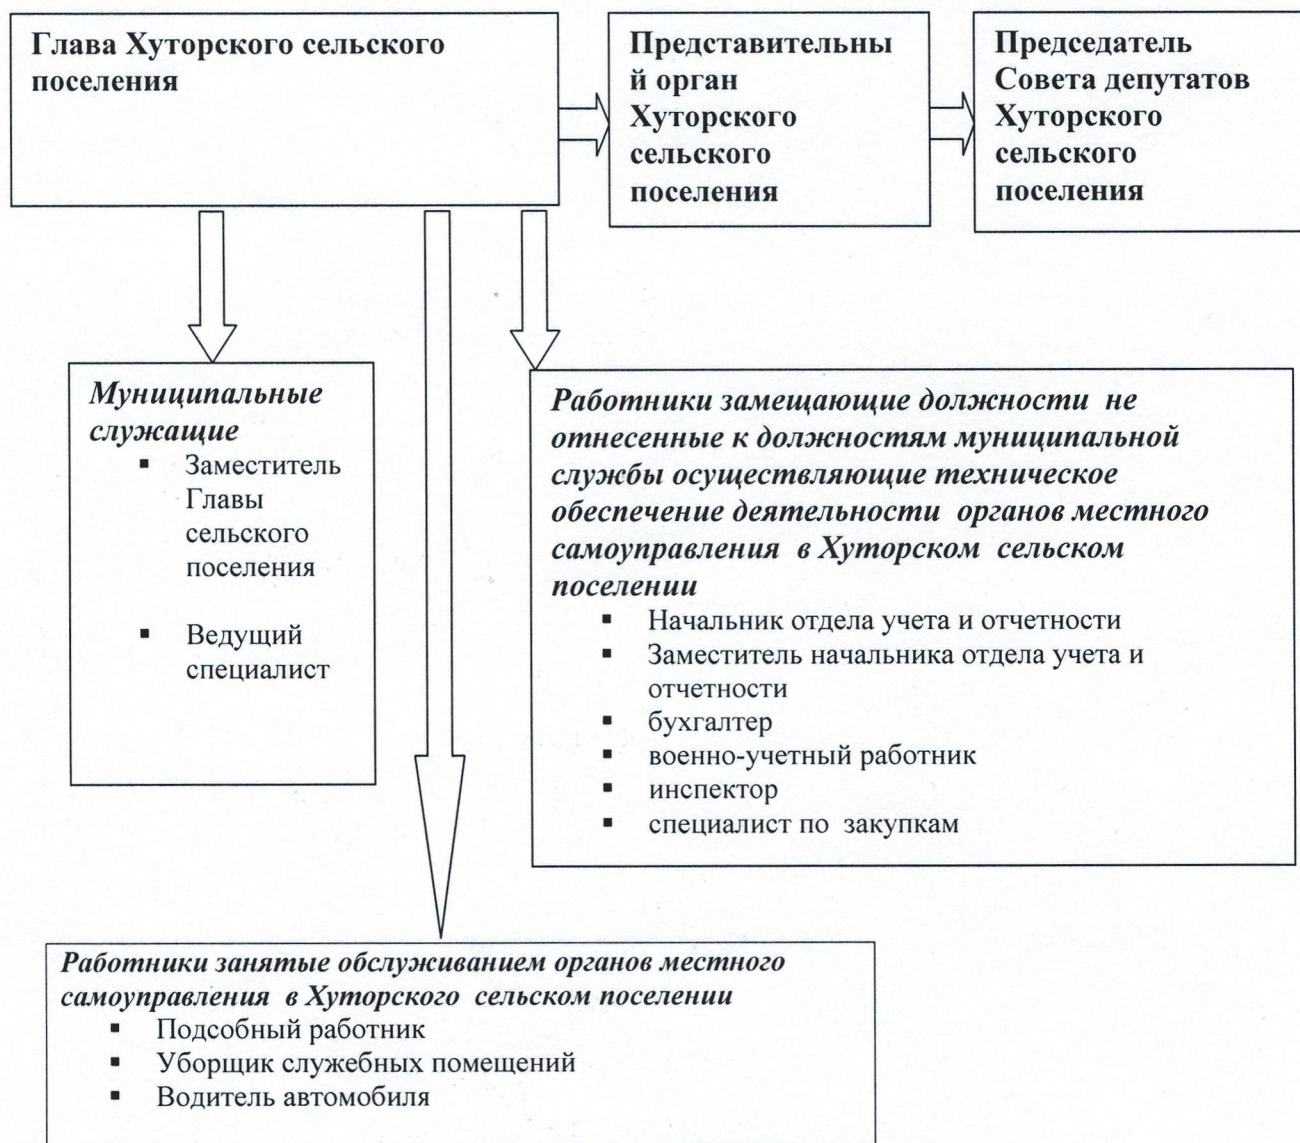 Глава Хуторского сельского
поселения
Представительны
й орган
Хуторского
сельского
поселения
Председатель
Совета депутатов
Хуторского
сельского
поселения
Муниципальные
служащие
▪ Заместитель
Главы
сельского
поселения
▪ Ведущий
специалист
Работники замещающие должности не
отнесенные к должностям муниципальной
службы осуществляющие техническое
обеспечение деятельности органов местного
самоуправления в Хуторском сельском
поселении
▪ Начальник отдела учета и отчетности
▪ Заместитель начальника отдела учета и
отчетности
▪ бухгалтер
▪ военно-учетный работник
▪ инспектор
▪ специалист по закупкам
Работники занятые обслуживанием органов местного
самоуправления в Хуторского сельском поселении
▪ Подсобный работник
▪ Уборщик служебных помещений
▪ Водитель автомобиля